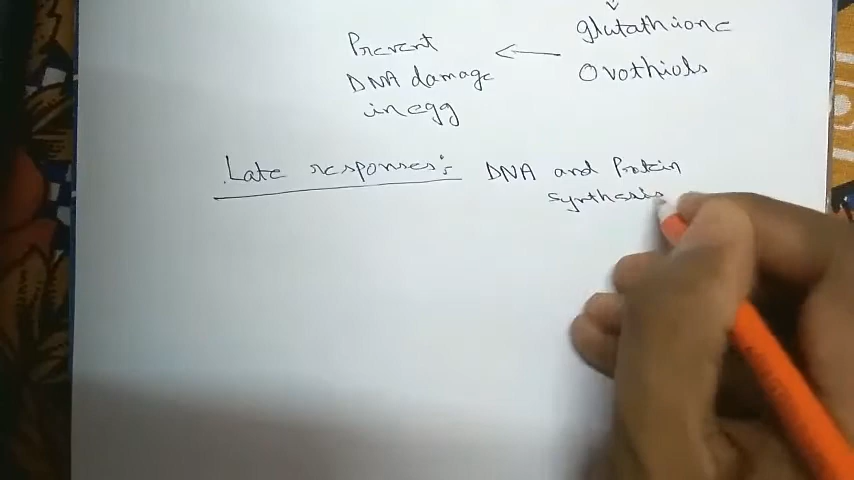 glutathione
Prevent
Ovothiols
DNA damage
in egg
Late responses: DNA and Protein
synthesis